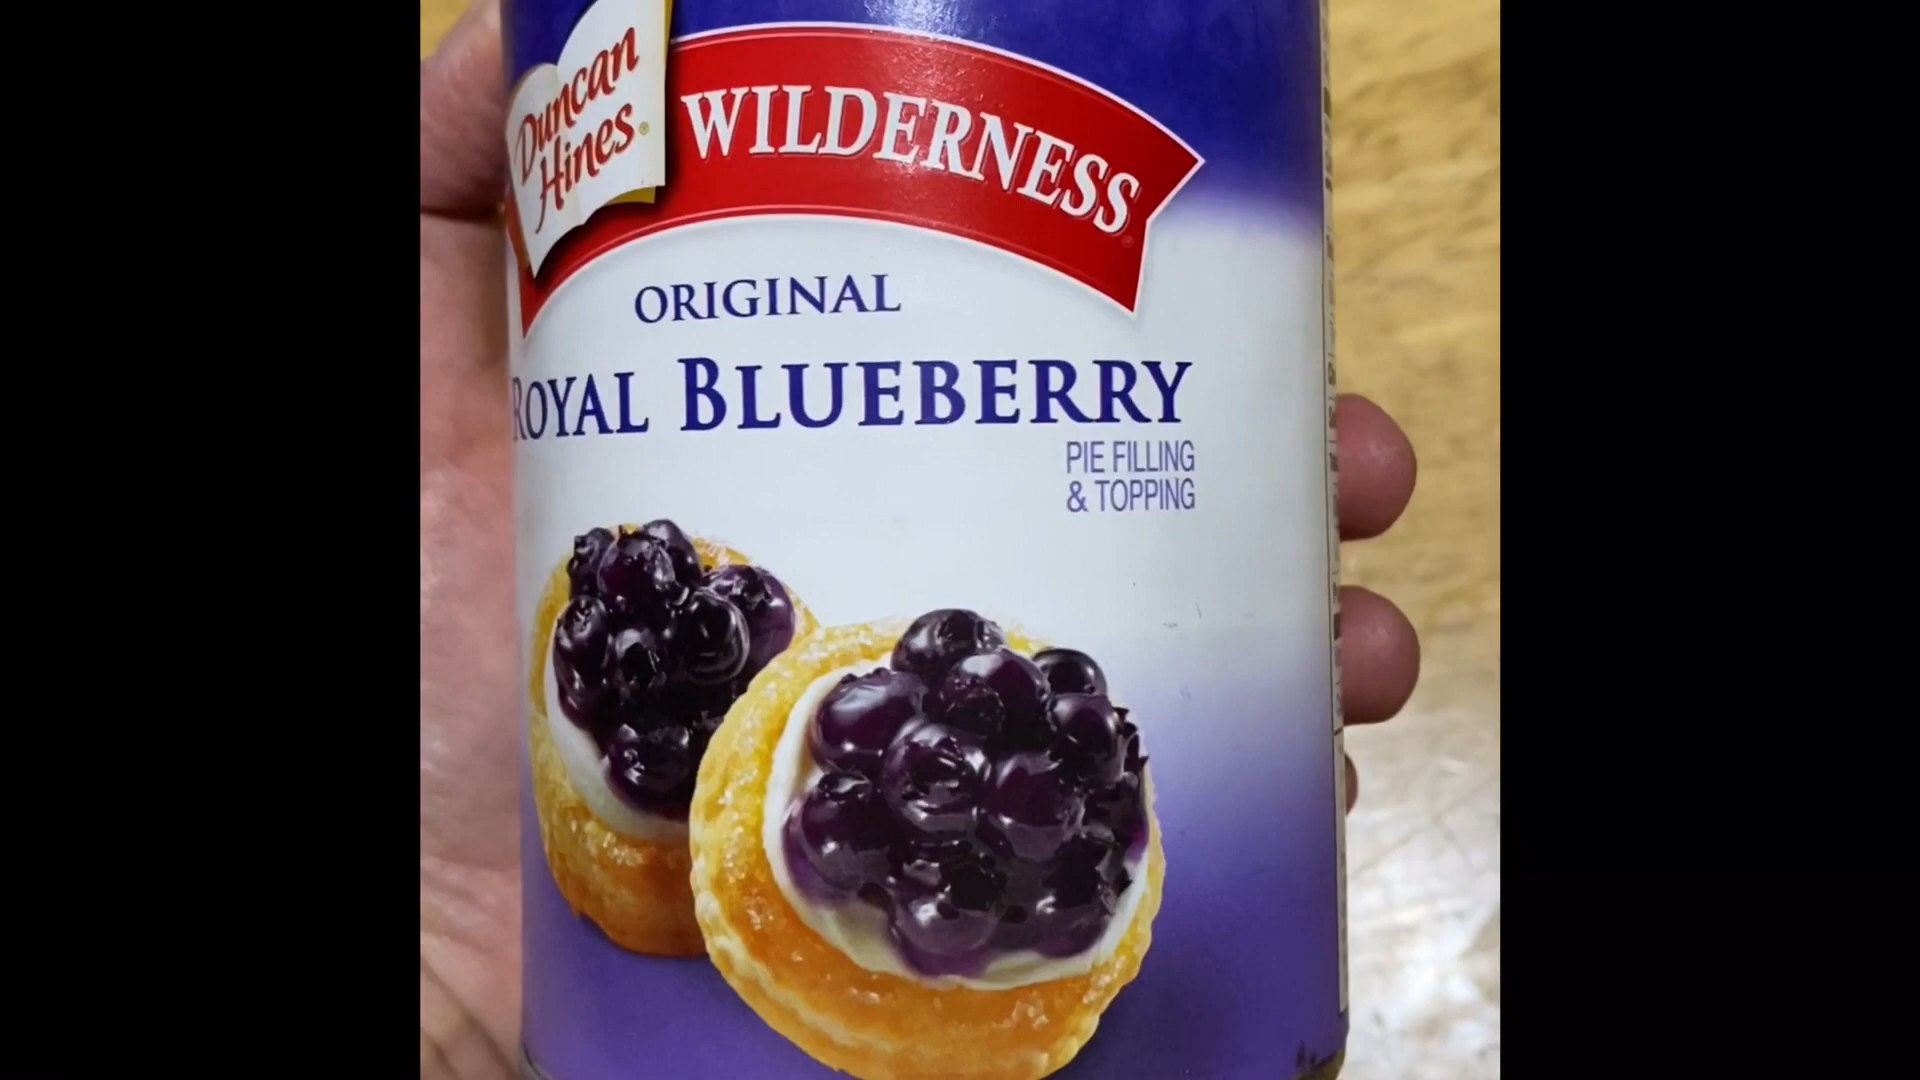 Duncan
Hines®
WILDERNESS®
ORIGINAL
ROYAL BLUEBERRY
PIE FILLING
& TOPPING